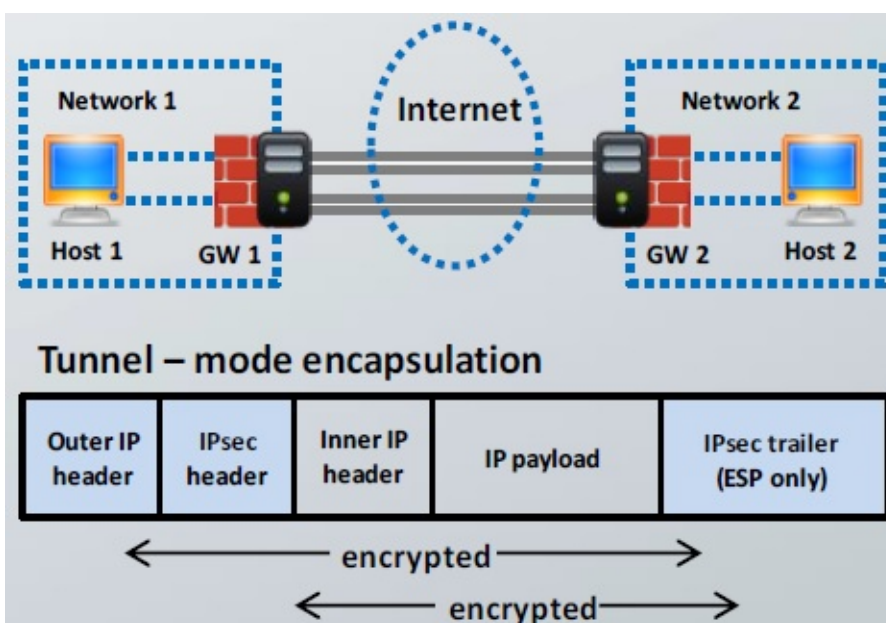 Network 1
Internet
Network 2
Host 1
GW 1
GW 2
Host 2
Tunnel – mode encapsulation
Outer IP
header
IPsec
header
Inner IP
header
IP payload
IPsec trailer
(ESP only)
encrypted
encrypted